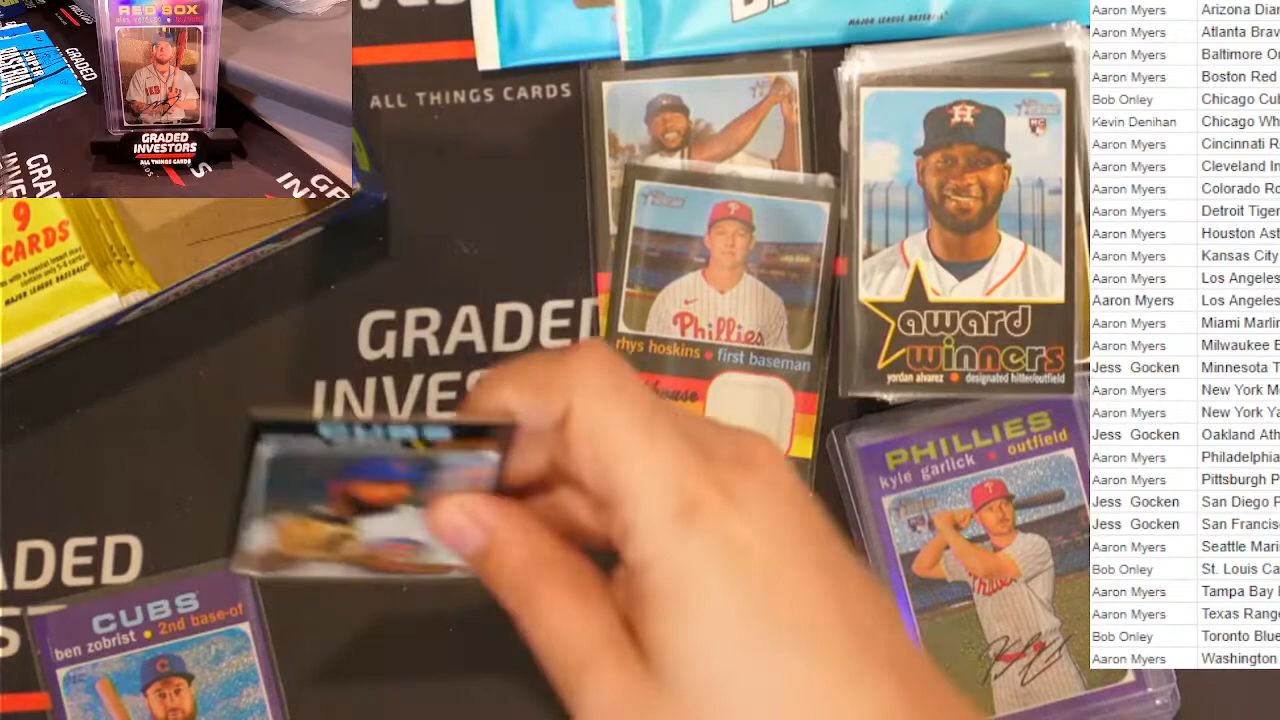 RED SOX
GRADED
INVESTORS
ALL THINGS CARDS
9
CARDS
MAJOR LEAGUE BASEBALL
MAJOR LEAGUE BASEBALL
ALL THINGS CARDS
GRADED
INVES
Phillies
rhys hoskins • first baseman
award
winners
yordan alvarez • designated hitter/outfield
RC
PHILLIES
kyle garlick • outfield
CUBS
CUBS
ben zobrist • 2nd base-of
Aaron Myers Arizona Diar
Aaron Myers Atlanta Brav
Aaron Myers Baltimore O
Aaron Myers Boston Red
Bob Onley Chicago Cul
Kevin Denihan Chicago Wh
Aaron Myers Cincinnati R
Aaron Myers Cleveland In
Aaron Myers Colorado Ro
Aaron Myers Detroit Tiger
Aaron Myers Houston Ast
Aaron Myers Kansas City
Aaron Myers Los Angeles
Aaron Myers Los Angeles
Aaron Myers Miami Marlin
Aaron Myers Milwaukee B
Jess Gocken Minnesota T
Aaron Myers New York M
Aaron Myers New York Ya
Jess Gocken Oakland Ath
Aaron Myers Philadelphia
Aaron Myers Pittsburgh P
Jess Gocken San Diego P
Jess Gocken San Francis
Aaron Myers Seattle Mari
Bob Onley St. Louis Ca
Aaron Myers Tampa Bay
Aaron Myers Texas Range
Bob Onley Toronto Blue
Aaron Myers Washington